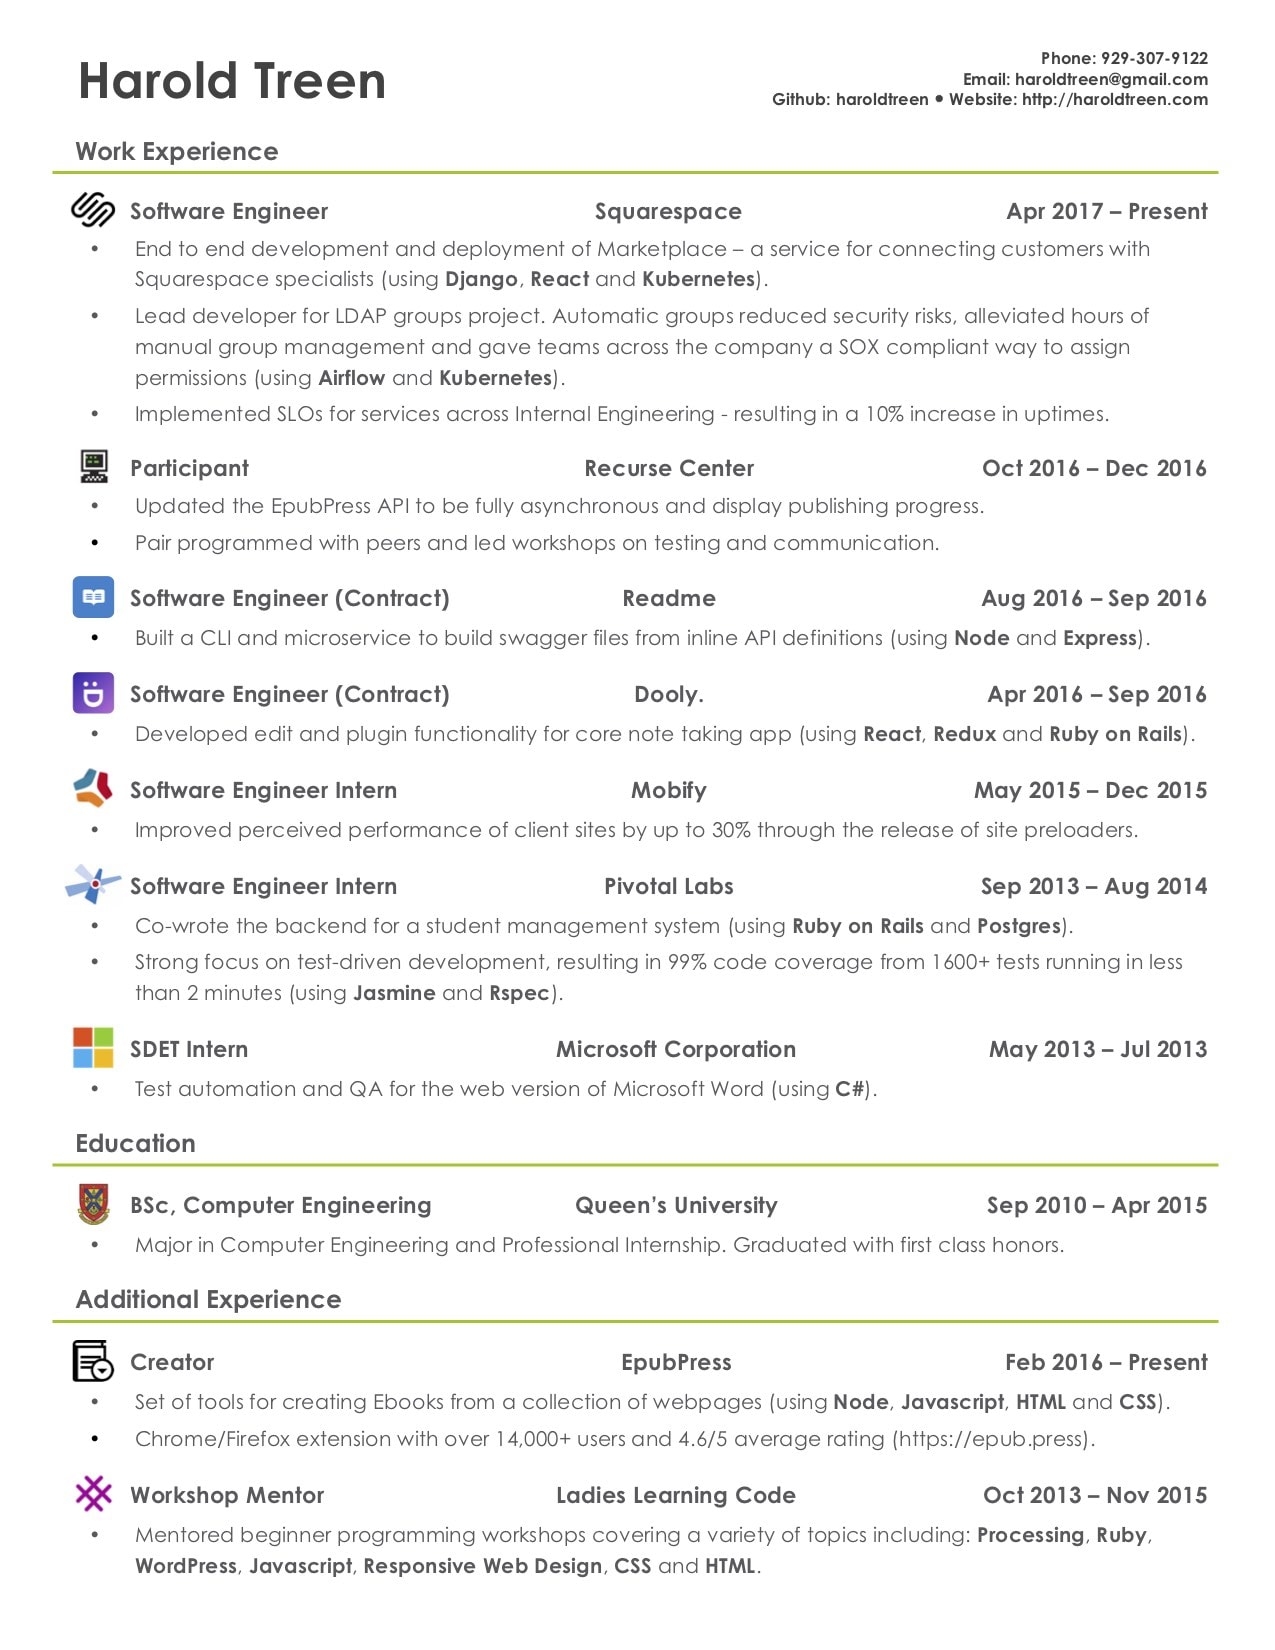 Harold Treen
Phone: 929-307-9122
Email: haroldtreen@gmail.com
Github: haroldtreen • Website: http://haroldtreen.com
Work Experience
Software Engineer Squarespace Apr 2017 – Present
• End to end development and deployment of Marketplace – a service for connecting customers with
Squarespace specialists (using Django, React and Kubernetes).
• Lead developer for LDAP groups project. Automatic groups reduced security risks, alleviated hours of
manual group management and gave teams across the company a SOX compliant way to assign
permissions (using Airflow and Kubernetes).
• Implemented SLOs for services across Internal Engineering - resulting in a 10% increase in uptimes.
Participant Recurse Center Oct 2016 – Dec 2016
• Updated the EpubPress API to be fully asynchronous and display publishing progress.
• Pair programmed with peers and led workshops on testing and communication.
Software Engineer (Contract) Readme Aug 2016 – Sep 2016
• Built a CLI and microservice to build swagger files from inline API definitions (using Node and Express).
Software Engineer (Contract) Dooly. Apr 2016 – Sep 2016
• Developed edit and plugin functionality for core note taking app (using React, Redux and Ruby on Rails).
Software Engineer Intern Mobify May 2015 – Dec 2015
• Improved perceived performance of client sites by up to 30% through the release of site preloaders.
Software Engineer Intern Pivotal Labs Sep 2013 – Aug 2014
• Co-wrote the backend for a student management system (using Ruby on Rails and Postgres).
• Strong focus on test-driven development, resulting in 99% code coverage from 1600+ tests running in less
than 2 minutes (using Jasmine and Rspec).
SDET Intern Microsoft Corporation May 2013 – Jul 2013
• Test automation and QA for the web version of Microsoft Word (using C#).
Education
BSc, Computer Engineering Queen’s University Sep 2010 – Apr 2015
• Major in Computer Engineering and Professional Internship. Graduated with first class honors.
Additional Experience
Creator EpubPress Feb 2016 – Present
• Set of tools for creating Ebooks from a collection of webpages (using Node, Javascript, HTML and CSS).
• Chrome/Firefox extension with over 14,000+ users and 4.6/5 average rating (https://epub.press).
Workshop Mentor Ladies Learning Code Oct 2013 – Nov 2015
• Mentored beginner programming workshops covering a variety of topics including: Processing, Ruby,
WordPress, Javascript, Responsive Web Design, CSS and HTML.